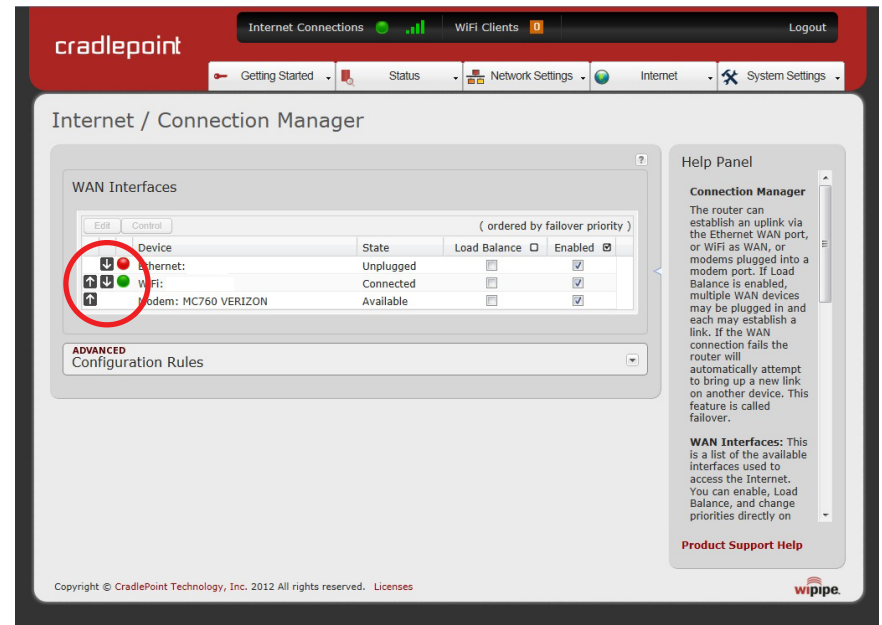 cradlepoint
Internet Connections WiFi Clients 0 Logout
Getting Started Status Network Settings Internet System Settings
Internet / Connection Manager
?
WAN Interfaces
Edit Control ( ordered by failover priority )
Device State Load Balance Enabled
Ethernet: Unplugged
WiFi: Connected
Modem: MC760 VERIZON Available
ADVANCED
Configuration Rules
Help Panel
Connection Manager
The router can
establish an uplink via
the Ethernet WAN port,
or WiFi as WAN, or
modems plugged into a
modem port. If Load
Balance is enabled,
multiple WAN devices
may be plugged in and
each may establish a
link. If the WAN
connection fails the
router will
automatically attempt
to bring up a new link
on another device. This
feature is called
failover.
WAN Interfaces: This
is a list of the available
interfaces used to
access the Internet.
You can enable, Load
Balance, and change
priorities directly on
Product Support Help
Copyright © CradlePoint Technology, Inc. 2012 All rights reserved. Licenses
wipipe.